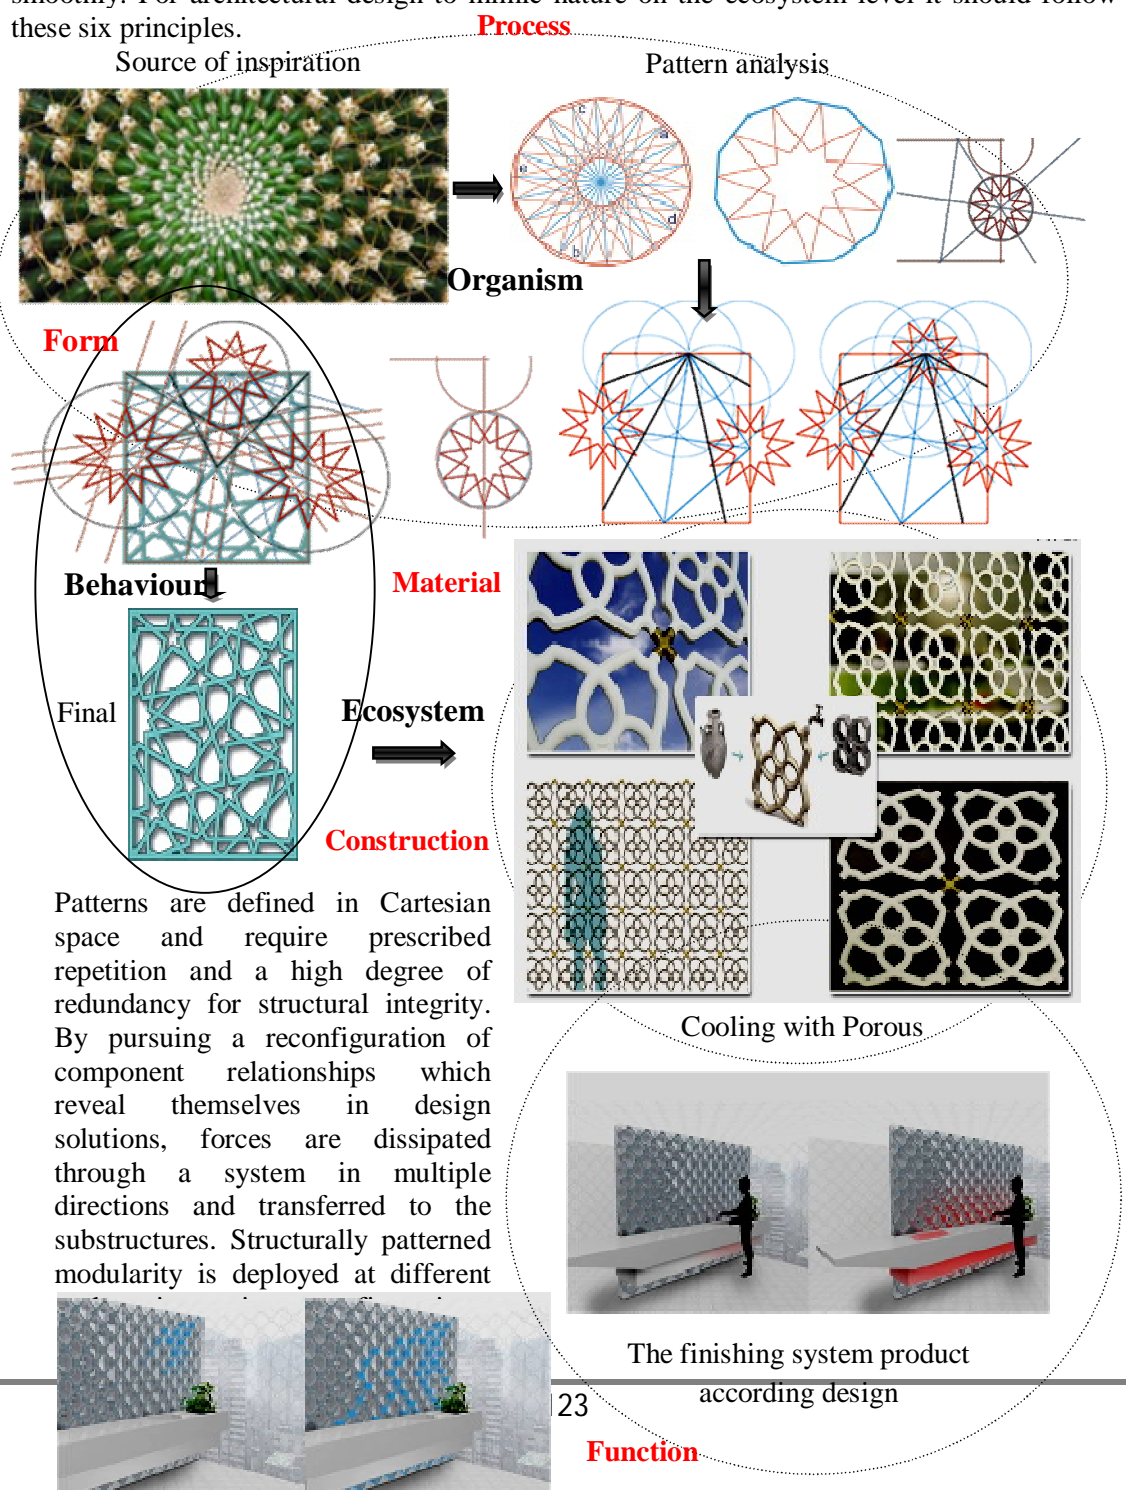 these six principles.
Process
Source of inspiration
Pattern analysis
Organism
Form
Behaviour
Material
Final
Ecosystem
Construction
Patterns are defined in Cartesian
space and require prescribed
repetition and a high degree of
redundancy for structural integrity.
By pursuing a reconfiguration of
component relationships which
reveal themselves in design
solutions, forces are dissipated
through a system in multiple
directions and transferred to the
substructures. Structurally patterned
modularity is deployed at different
Cooling with Porous
The finishing system product
according design
123
Function